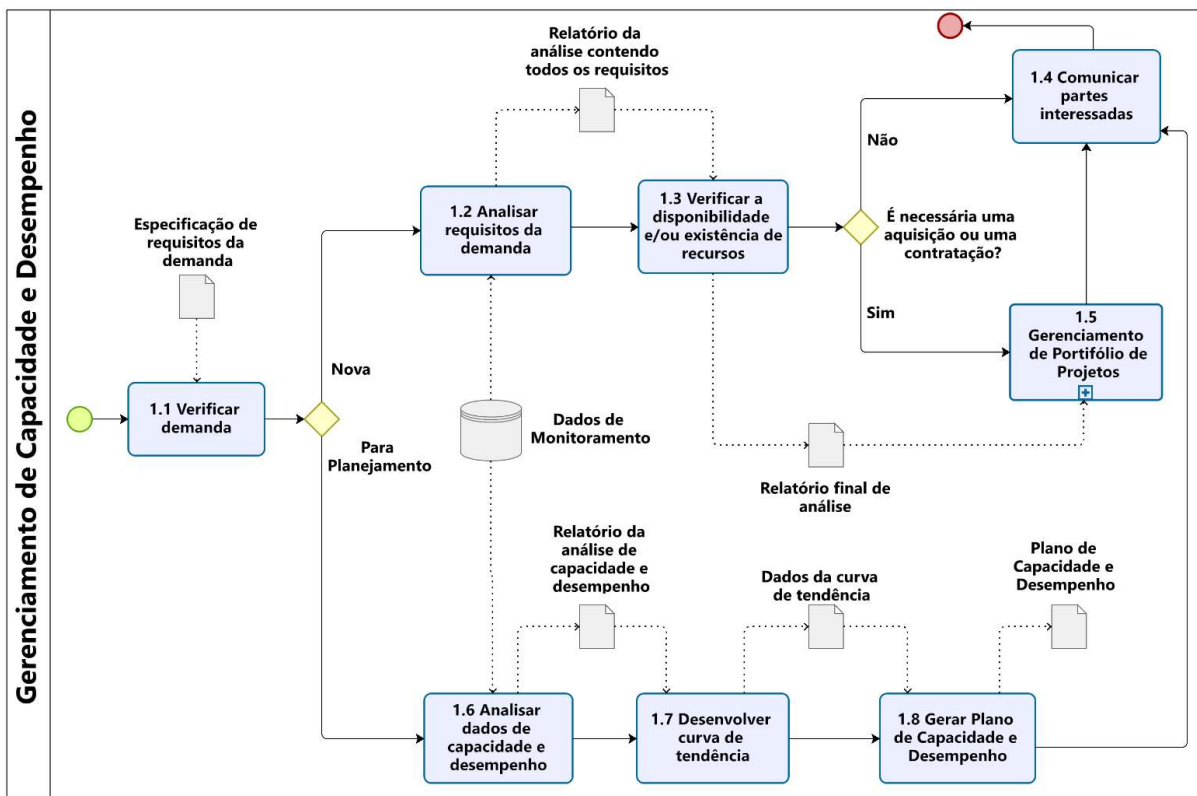 Gerenciamento de Capacidade e Desempenho
Relatório da
análise contendo
todos os requisitos
1.4 Comunicar
partes
interessadas
Não
Especificação de
requisitos da
demanda
1.2 Analisar
requisitos da
demanda
1.3 Verificar a
disponibilidade
e/ou existência de
recursos
É necessária uma
aquisição ou uma
contratação?
Sim
1.5
Gerenciamento
de Portifólio de
Projetos
Nova
1.1 Verificar
demanda
Para
Planejamento
Dados de
Monitoramento
Relatório final de
análise
Relatório da
análise de
capacidade e
desempenho
Dados da curva
de tendência
Plano de
Capacidade e
Desempenho
1.6 Analisar
dados de
capacidade e
desempenho
1.7 Desenvolver
curva de
tendência
1.8 Gerar Plano
de Capacidade e
Desempenho